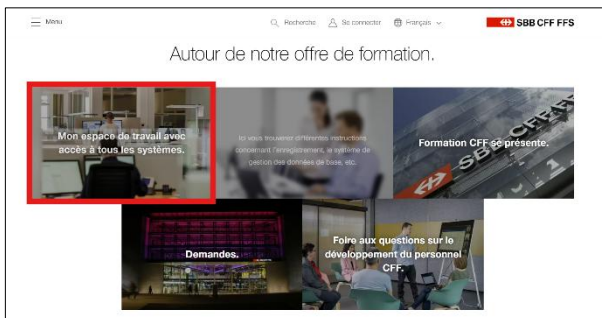 Menu
Recherche
Se connecter
Français
SBB CFF FFS
Autour de notre offre de formation.
Mon espace de travail avec
accès à tous les systèmes.
Ici vous trouverez différentes instructions
concernant l'enregistrement, le système de
gestion des données de base, etc.
Formation CFF se présente.
SBB CFF
Demandes.
Foire aux questions sur le
développement du personnel
CFF.